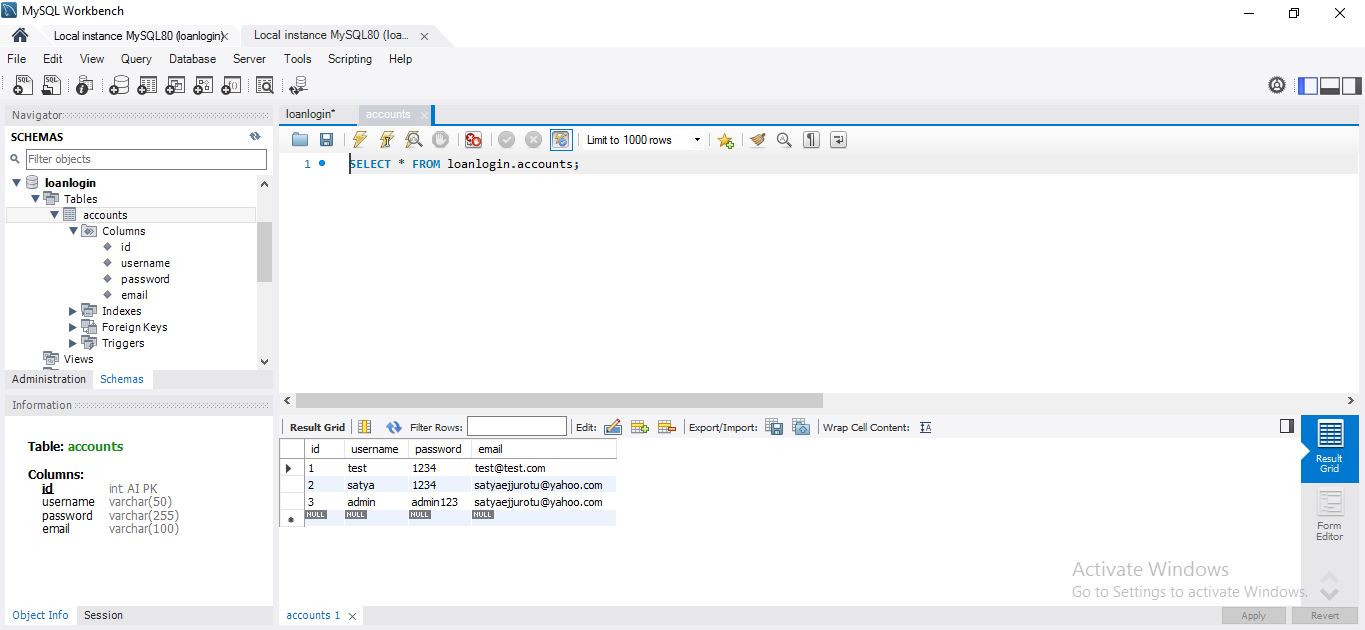 MySQL Workbench
Local instance MySQL80 (loanlogin)
Local instance MySQL80 (loa...
File Edit View Query Database Server Tools Scripting Help
Navigator
SCHEMAS
Filter objects
loanlogin
Tables
accounts
Columns
id
username
password
email
Indexes
Foreign Keys
Triggers
Views
Administration Schemas
Information
Table: accounts
Columns:
id int AI PK
username varchar(50)
password varchar(255)
email varchar(100)
Object Info Session
loanlogin* accounts
Limit to 1000 rows
1 SELECT * FROM loanlogin.accounts;
Result Grid Filter Rows: Edit: Export/Import: Wrap Cell Content:
id username password email
1 test 1234 test@test.com
2 satya 1234 satyaejjurotu@yahoo.com
3 admin admin123 satyaejjurotu@yahoo.com
NULL NULL NULL NULL
Result
Grid
Form
Editor
Activate Windows
Go to Settings to activate Windows.
accounts 1
Apply Revert